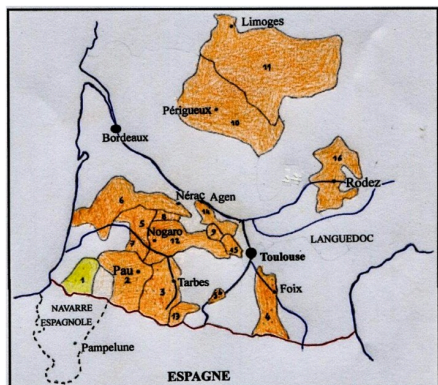 Limoges
11
Périgueux
10
Bordeaux
16
Rodez
Nérac
Agen
6
8
14
5
Nogaro
9
12
7
15
LANGUEDOC
Toulouse
Pau
2
Tarbes
1
3
Foix
4
13
NAVARRE
ESPAGNOLE
Pampelune
ESPAGNE